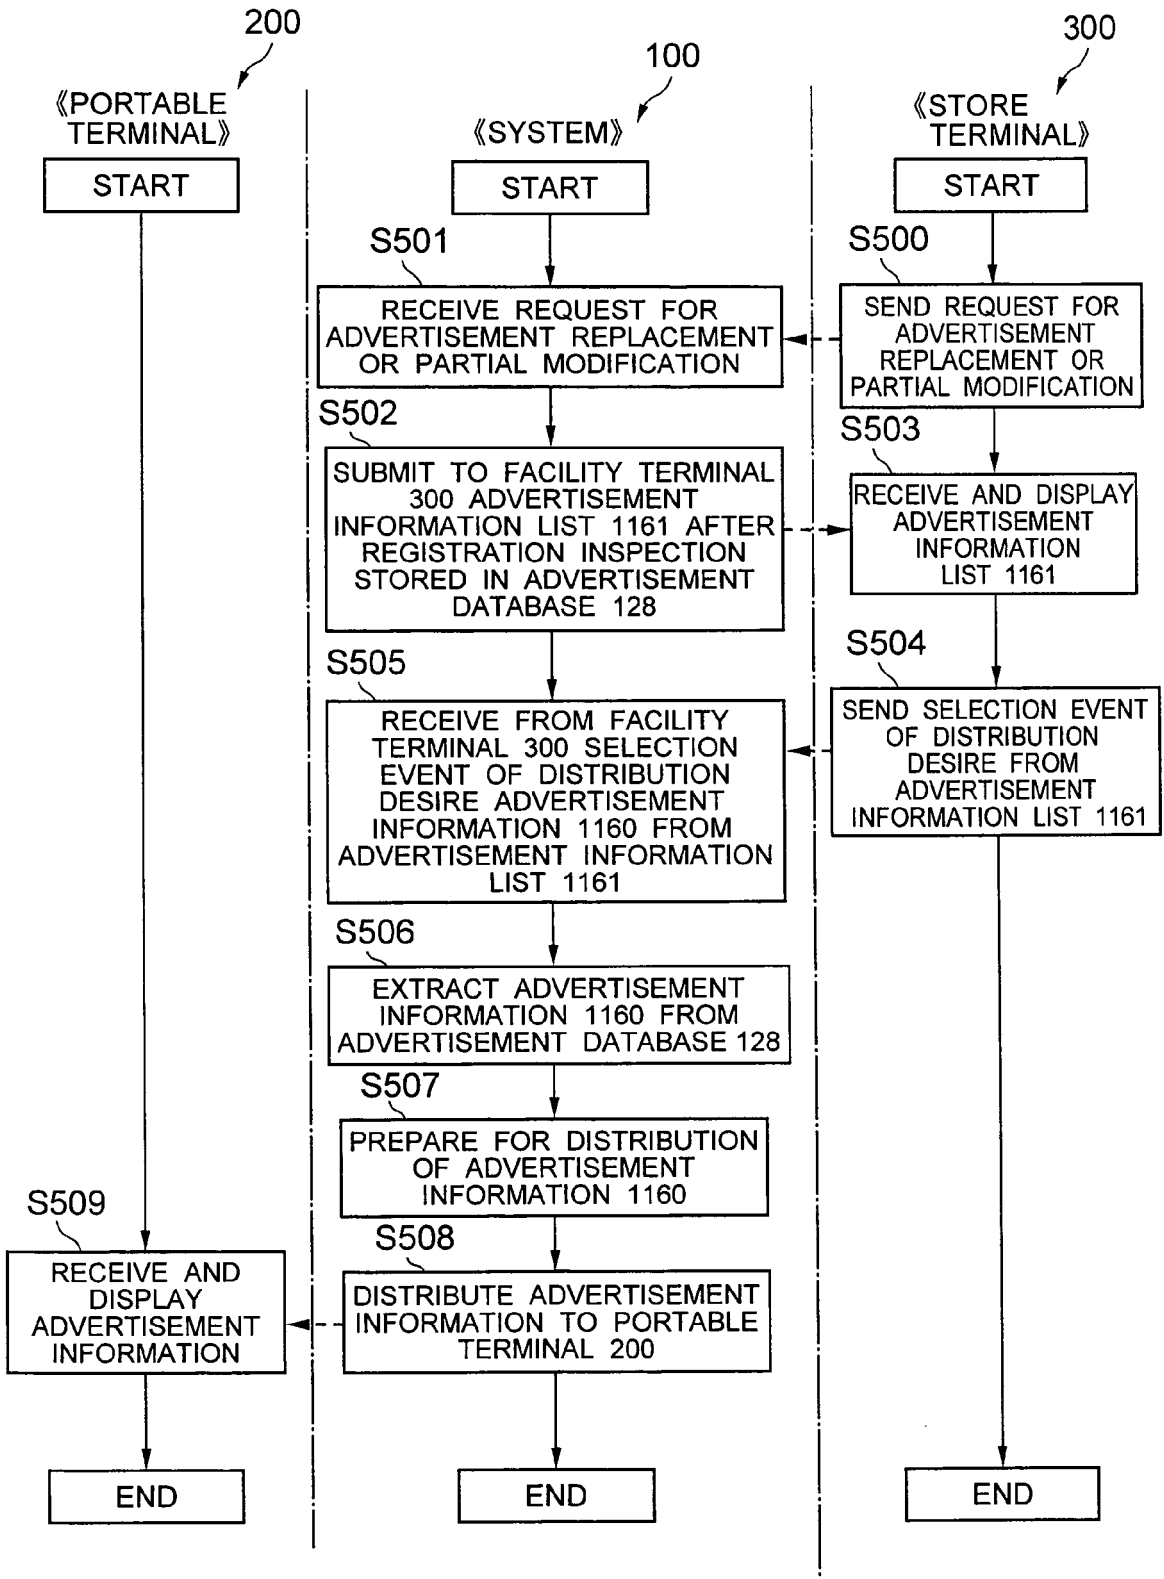 200
《PORTABLE
TERMINAL》
START
100
《SYSTEM》
START
300
《STORE
TERMINAL》
START
S500
SEND REQUEST FOR
ADVERTISEMENT
REPLACEMENT OR
PARTIAL MODIFICATION
S501
RECEIVE REQUEST FOR
ADVERTISEMENT REPLACEMENT
OR PARTIAL MODIFICATION
S502
SUBMIT TO FACILITY TERMINAL
300 ADVERTISEMENT
INFORMATION LIST 1161 AFTER
REGISTRATION INSPECTION
STORED IN ADVERTISEMENT
DATABASE 128
S503
RECEIVE AND DISPLAY
ADVERTISEMENT
INFORMATION
LIST 1161
S504
SEND SELECTION EVENT
OF DISTRIBUTION
DESIRE FROM
ADVERTISEMENT
INFORMATION LIST 1161
S505
RECEIVE FROM FACILITY
TERMINAL 300 SELECTION
EVENT OF DISTRIBUTION
DESIRE ADVERTISEMENT
INFORMATION 1160 FROM
ADVERTISEMENT INFORMATION
LIST 1161
S506
EXTRACT ADVERTISEMENT
INFORMATION 1160 FROM
ADVERTISEMENT DATABASE 128
S507
PREPARE FOR DISTRIBUTION
OF ADVERTISEMENT
INFORMATION 1160
S508
DISTRIBUTE ADVERTISEMENT
INFORMATION TO PORTABLE
TERMINAL 200
S509
RECEIVE AND
DISPLAY
ADVERTISEMENT
INFORMATION
END
END
END